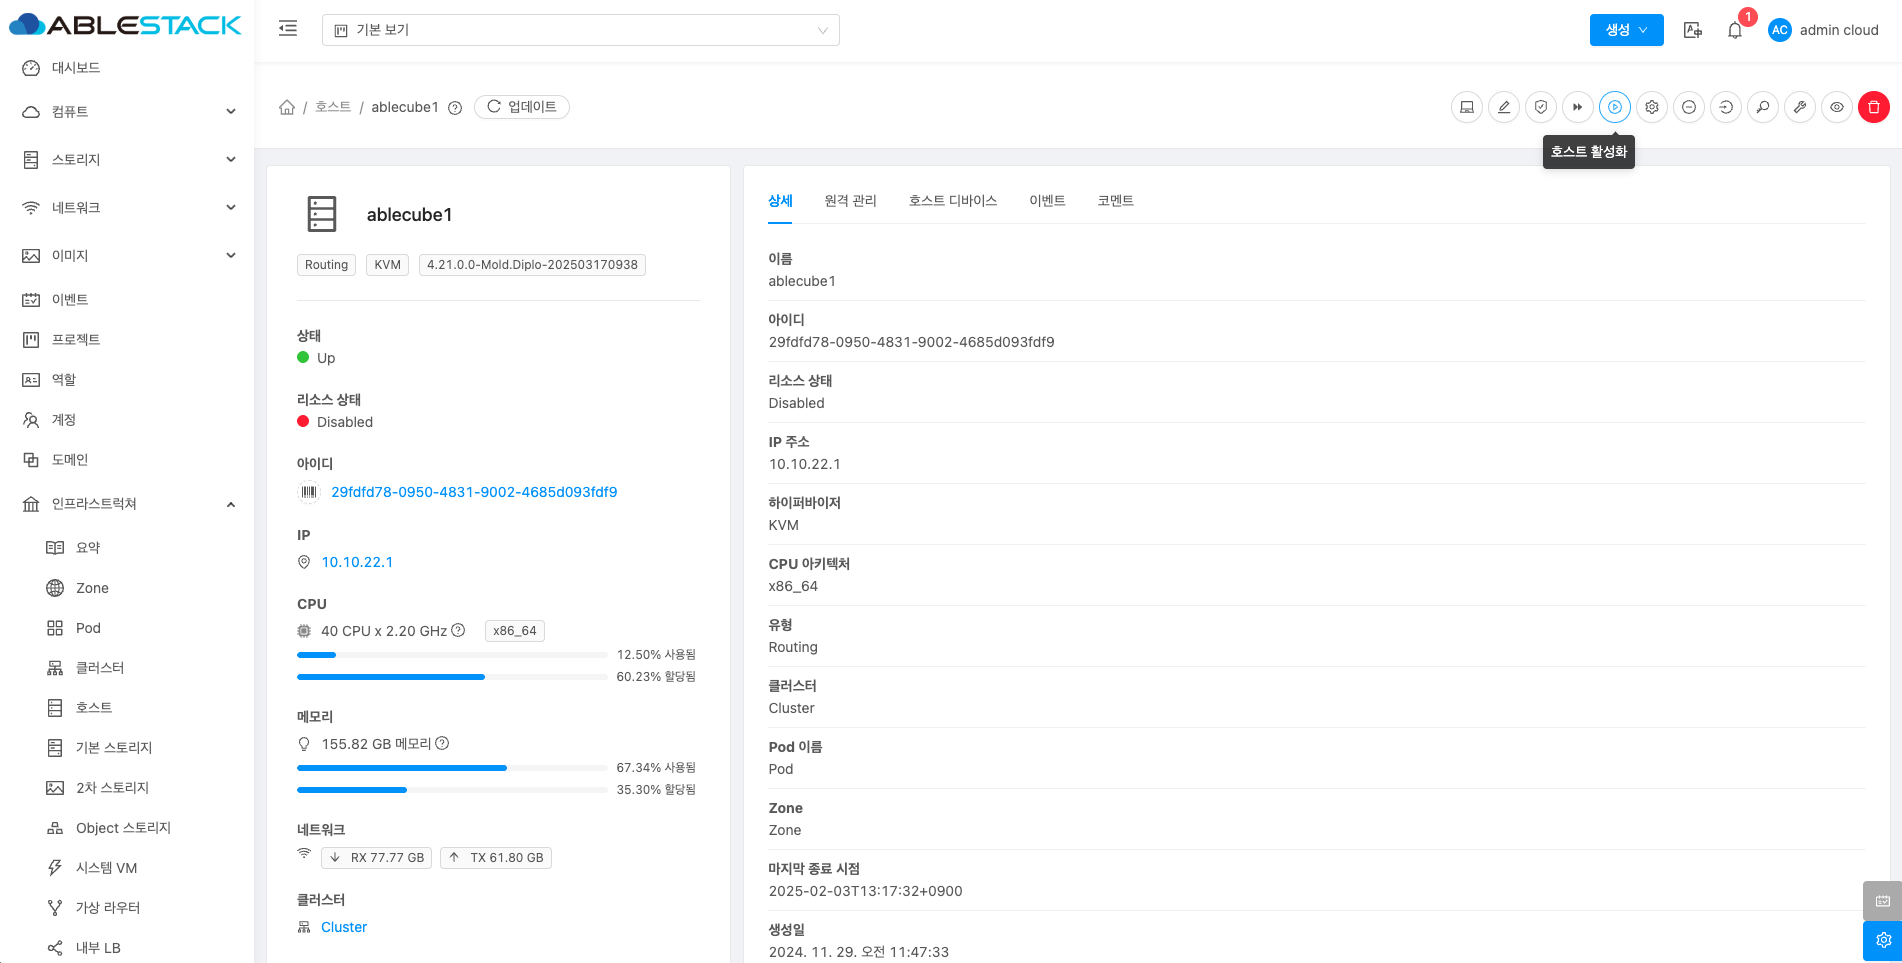 ABLESTACK
기본 보기
생성
1
AC
admin cloud
대시보드
컴퓨트
스토리지
네트워크
이미지
이벤트
프로젝트
역할
계정
도메인
인프라스트럭쳐
요약
Zone
Pod
클러스터
호스트
기본 스토리지
2차 스토리지
Object 스토리지
시스템 VM
가상 라우터
내부 LB
/ 호스트 / ablecube1
업데이트
호스트 활성화
ablecube1
Routing
KVM
4.21.0.0-Mold.Diplo-202503170938
상태
Up
리소스 상태
Disabled
아이디
29fdfd78-0950-4831-9002-4685d093fdf9
IP
10.10.22.1
CPU
40 CPU x 2.20 GHz
x86_64
12.50% 사용됨
60.23% 할당됨
메모리
155.82 GB 메모리
67.34% 사용됨
35.30% 할당됨
네트워크
RX 77.77 GB
TX 61.80 GB
클러스터
Cluster
상세
원격 관리
호스트 디바이스
이벤트
코멘트
이름
ablecube1
아이디
29fdfd78-0950-4831-9002-4685d093fdf9
리소스 상태
Disabled
IP 주소
10.10.22.1
하이퍼바이저
KVM
CPU 아키텍처
x86_64
유형
Routing
클러스터
Cluster
Pod 이름
Pod
Zone
Zone
마지막 종료 시점
2025-02-03T13:17:32+0900
생성일
2024. 11. 29. 오전 11:47:33